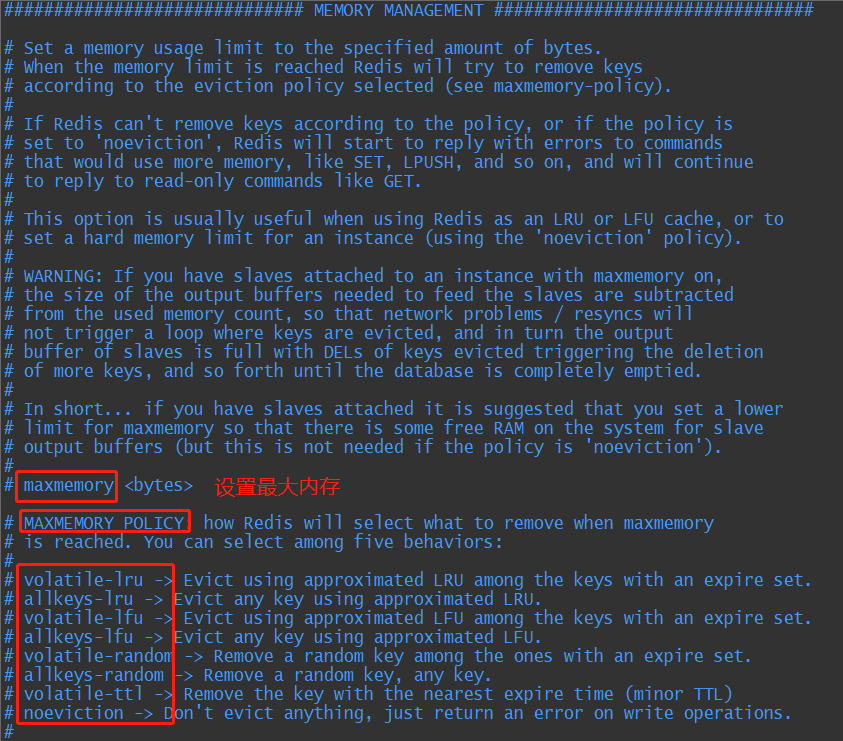 ############################## MEMORY MANAGEMENT ################################
# Set a memory usage limit to the specified amount of bytes.
# When the memory limit is reached Redis will try to remove keys
# according to the eviction policy selected (see maxmemory-policy).
#
# If Redis can't remove keys according to the policy, or if the policy is
# set to 'noeviction', Redis will start to reply with errors to commands
# that would use more memory, like SET, LPUSH, and so on, and will continue
# to reply to read-only commands like GET.
#
# This option is usually useful when using Redis as an LRU or LFU cache, or to
# set a hard memory limit for an instance (using the 'noeviction' policy).
#
# WARNING: If you have slaves attached to an instance with maxmemory on,
# the size of the output buffers needed to feed the slaves are subtracted
# from the used memory count, so that network problems / resyncs will
# not trigger a loop where keys are evicted, and in turn the output
# buffer of slaves is full with DELs of keys evicted triggering the deletion
# of more keys, and so forth until the database is completely emptied.
#
# In short... if you have slaves attached it is suggested that you set a lower
# limit for maxmemory so that there is some free RAM on the system for slave
# output buffers (but this is not needed if the policy is 'noeviction').
#
# maxmemory <bytes> 设置最大内存
# MAXMEMORY POLICY: how Redis will select what to remove when maxmemory
# is reached. You can select among five behaviors:
#
# volatile-lru -> Evict using approximated LRU among the keys with an expire set.
# allkeys-lru -> Evict any key using approximated LRU.
# volatile-lfu -> Evict using approximated LFU among the keys with an expire set.
# allkeys-lfu -> Evict any key using approximated LFU.
# volatile-random -> Remove a random key among the ones with an expire set.
# allkeys-random -> Remove a random key, any key.
# volatile-ttl -> Remove the key with the nearest expire time (minor TTL)
# noeviction -> Don't evict anything, just return an error on write operations.
#